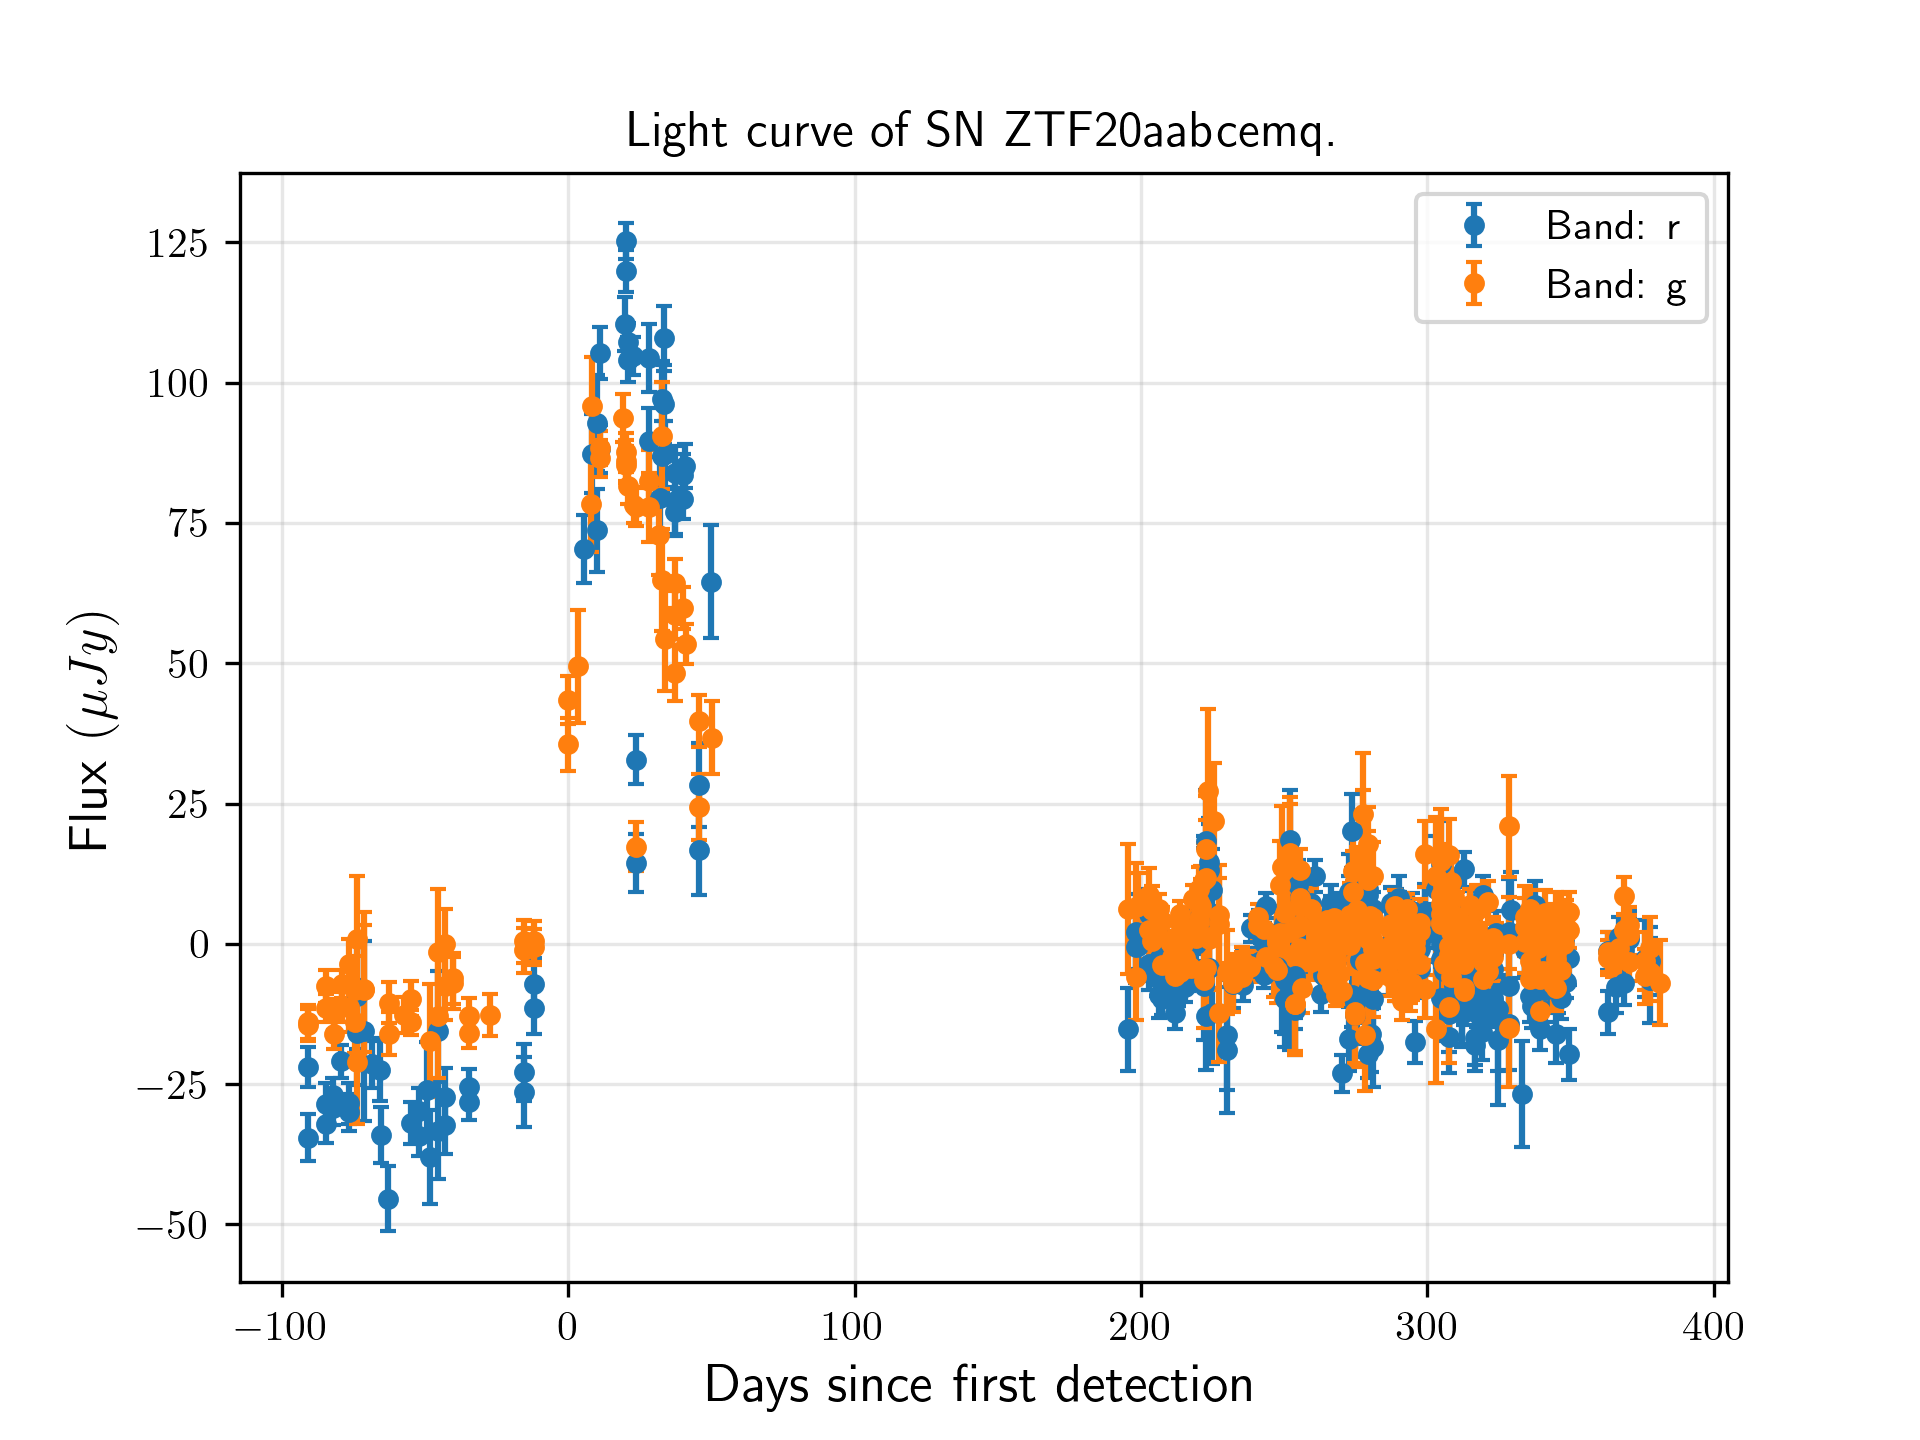 Light curve of SN ZTF20aabcemq.
Band: r
Band: g
125
100
75
50
25
0
−25
−50
Flux (μJy)
−100
0
100
200
300
400
Days since first detection